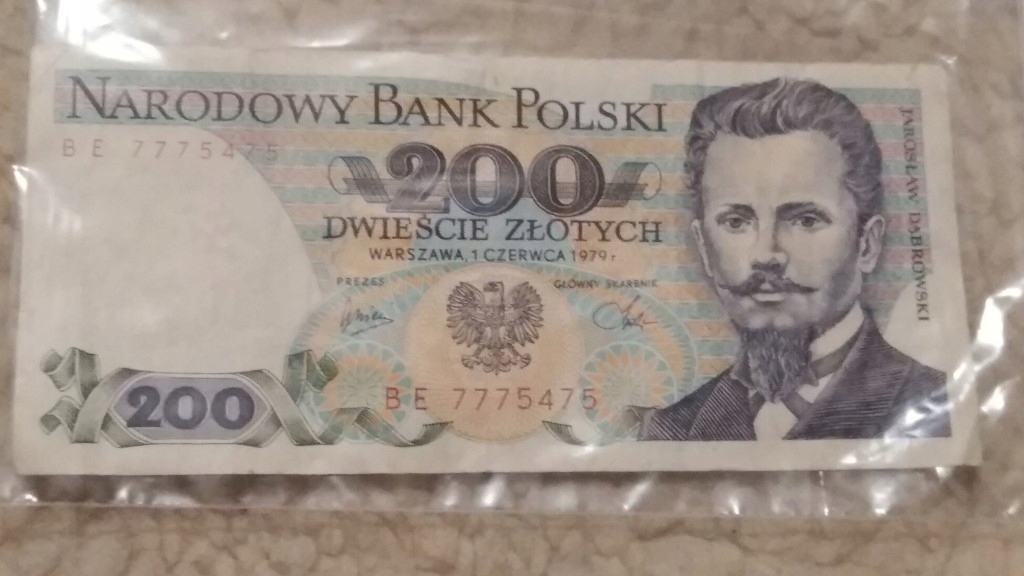 NARODOWY BANK POLSKI
BE 7775475
200
DWIEŚCIE ZŁOTYCH
WARSZAWA, 1 CZERWCA 1979 r
PREZES
GŁÓWNY SKARBNIK
BE 7775475
200
JAROSŁAW DĄBROWSKI